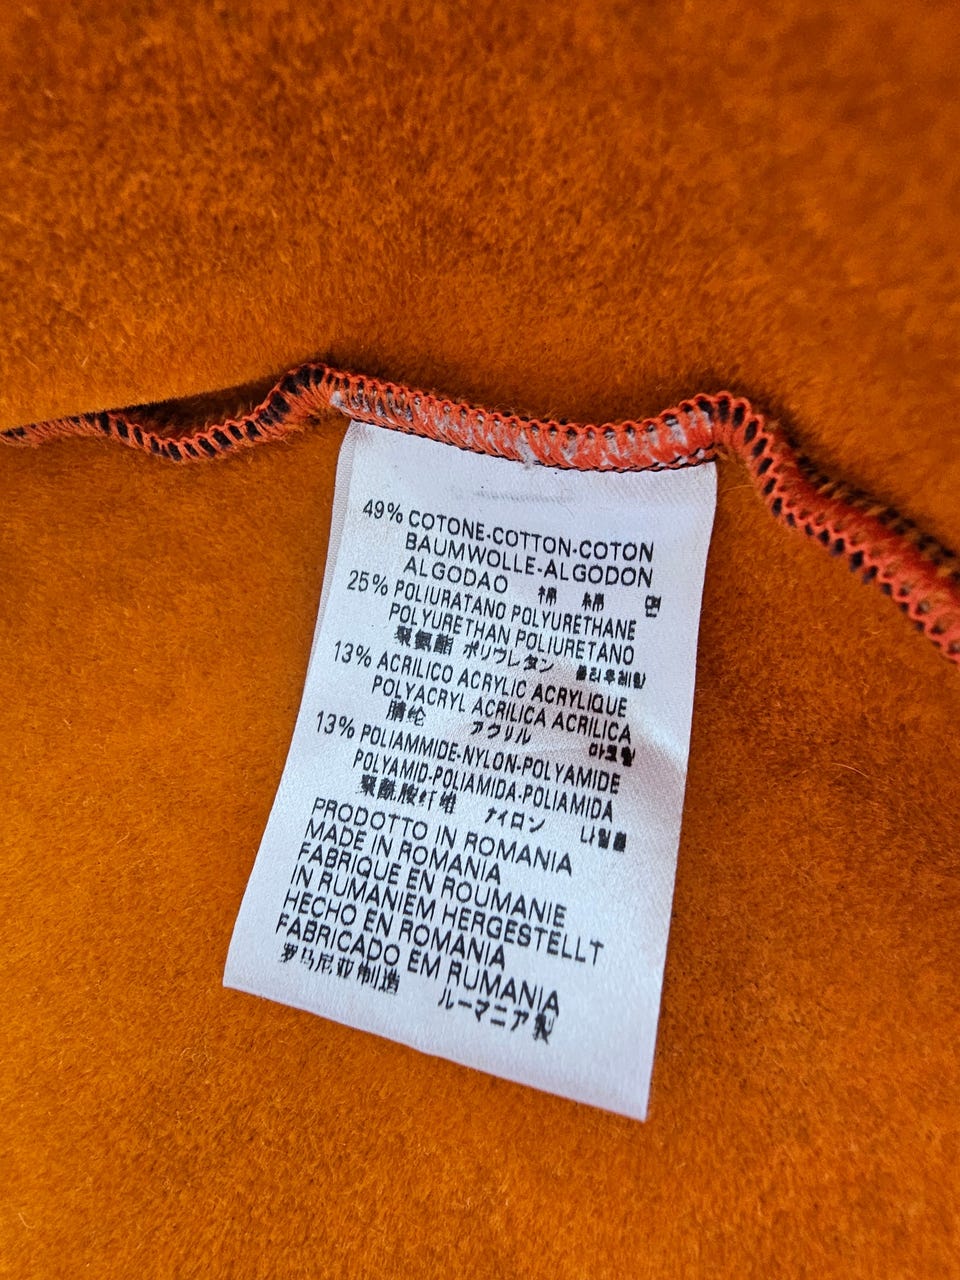 49% COTONE-COTTON-COTON
BAUMWOLLE-ALGODON
ALGODAO 棉 綿 면
25% POLIURATANO POLYURETHANE
POLYURETHAN POLIURETANO
聚氨酯 ポリウレタン 폴리우레탄
13% ACRILICO ACRYLIC ACRYLIQUE
POLYACRYL ACRILICA ACRILICA
腈纶 アクリル 아크릴
13% POLIAMMIDE-NYLON-POLYAMIDE
POLYAMID-POLIAMIDA-POLIAMIDA
聚酰胺纤维 ナイロン 나일론
PRODOTTO IN ROMANIA
MADE IN ROMANIA
FABRIQUE EN ROUMANIE
IN RUMANIEM HERGESTELLT
HECHO EN ROMANIA
FABRICADO EM RUMANIA
罗马尼亚制造 ルーマニア製